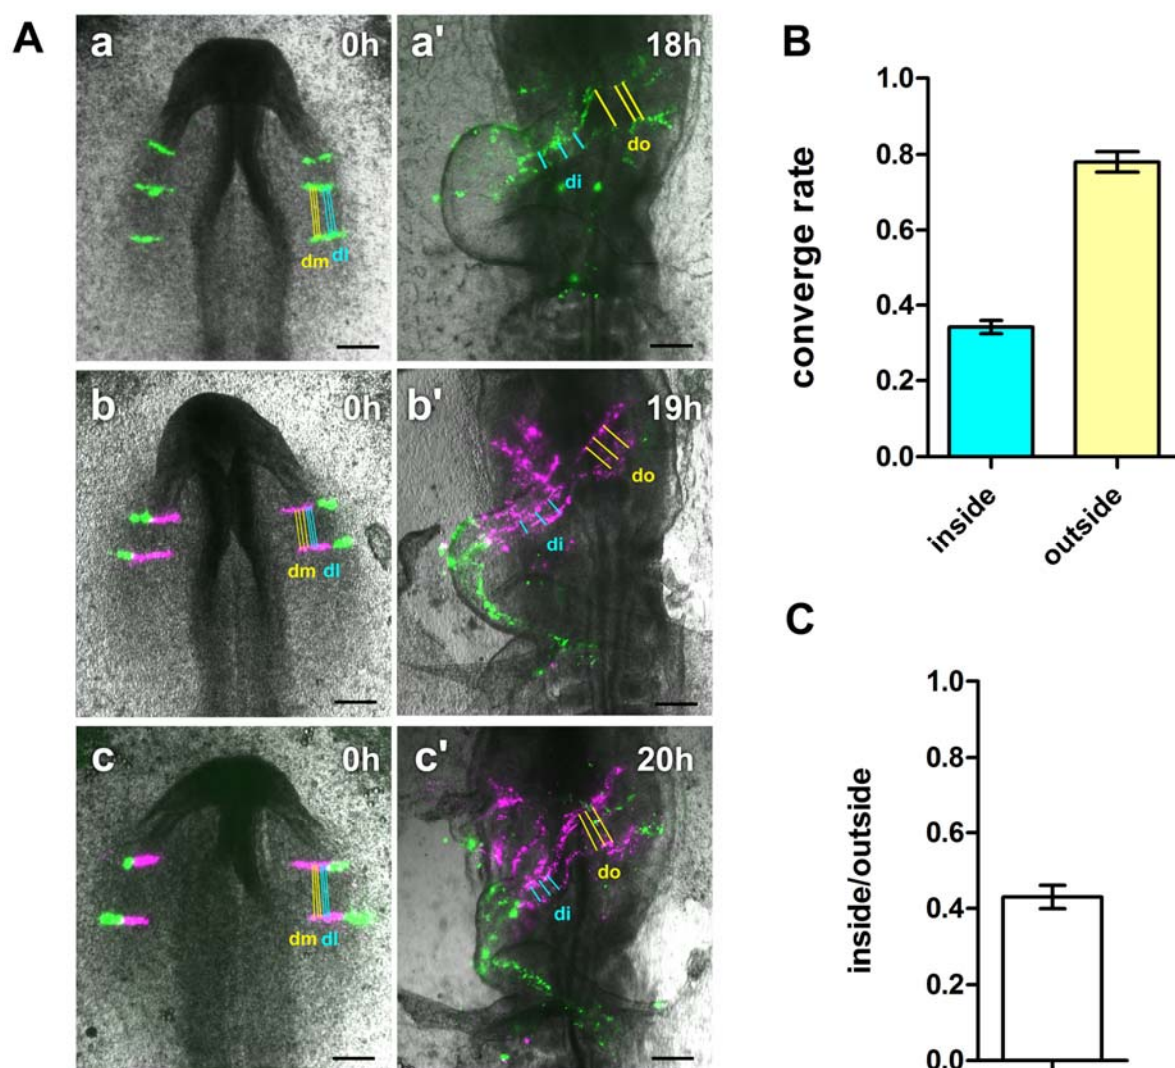 A
a
0h
dm
dl
a'
18h
do
di
b
0h
dm
dl
b'
19h
do
di
c
0h
dm
dl
c'
20h
do
di
B
converge rate
1.0
0.8
0.6
0.4
0.2
0.0
inside
outside
C
inside/outside
1.0
0.8
0.6
0.4
0.2
0.0